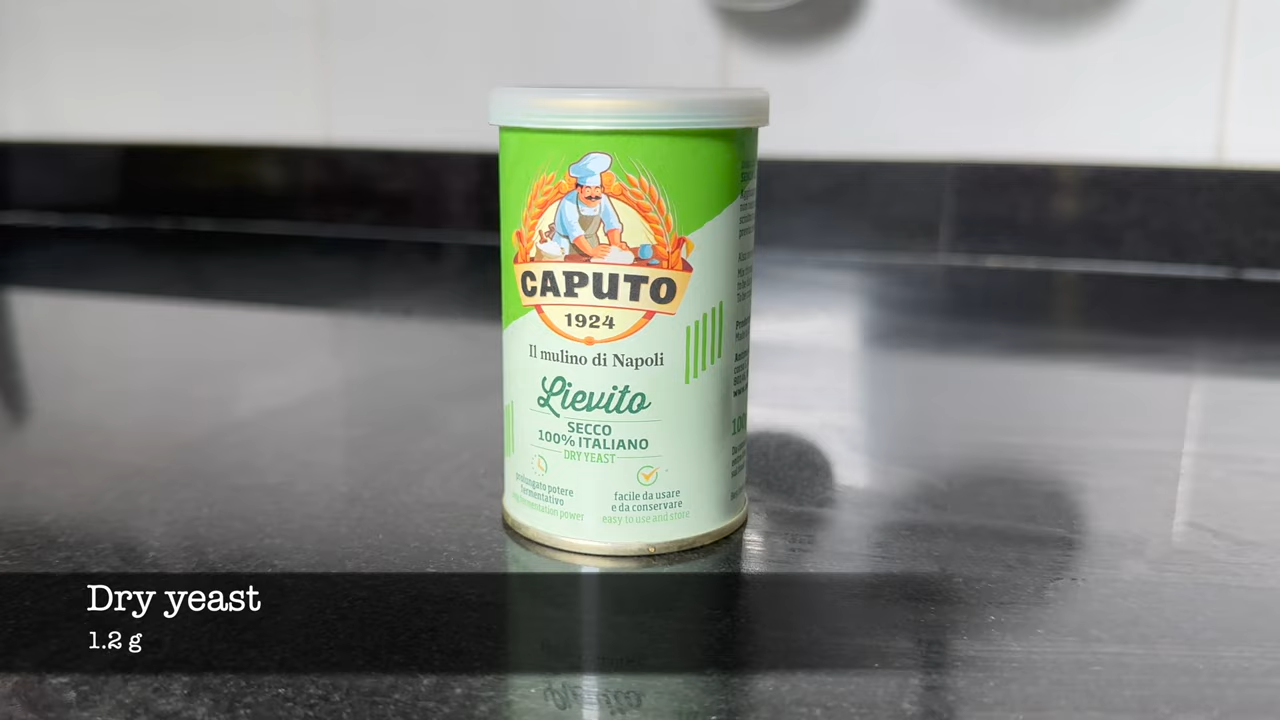 CAPUTO
1924
Il mulino di Napoli
Lievito
SECCO
100% ITALIANO
DRY YEAST
prolungato potere
fermentativo
fermentation power
facile da usare
e da conservare
easy to use and store
Dry yeast
1.2 g